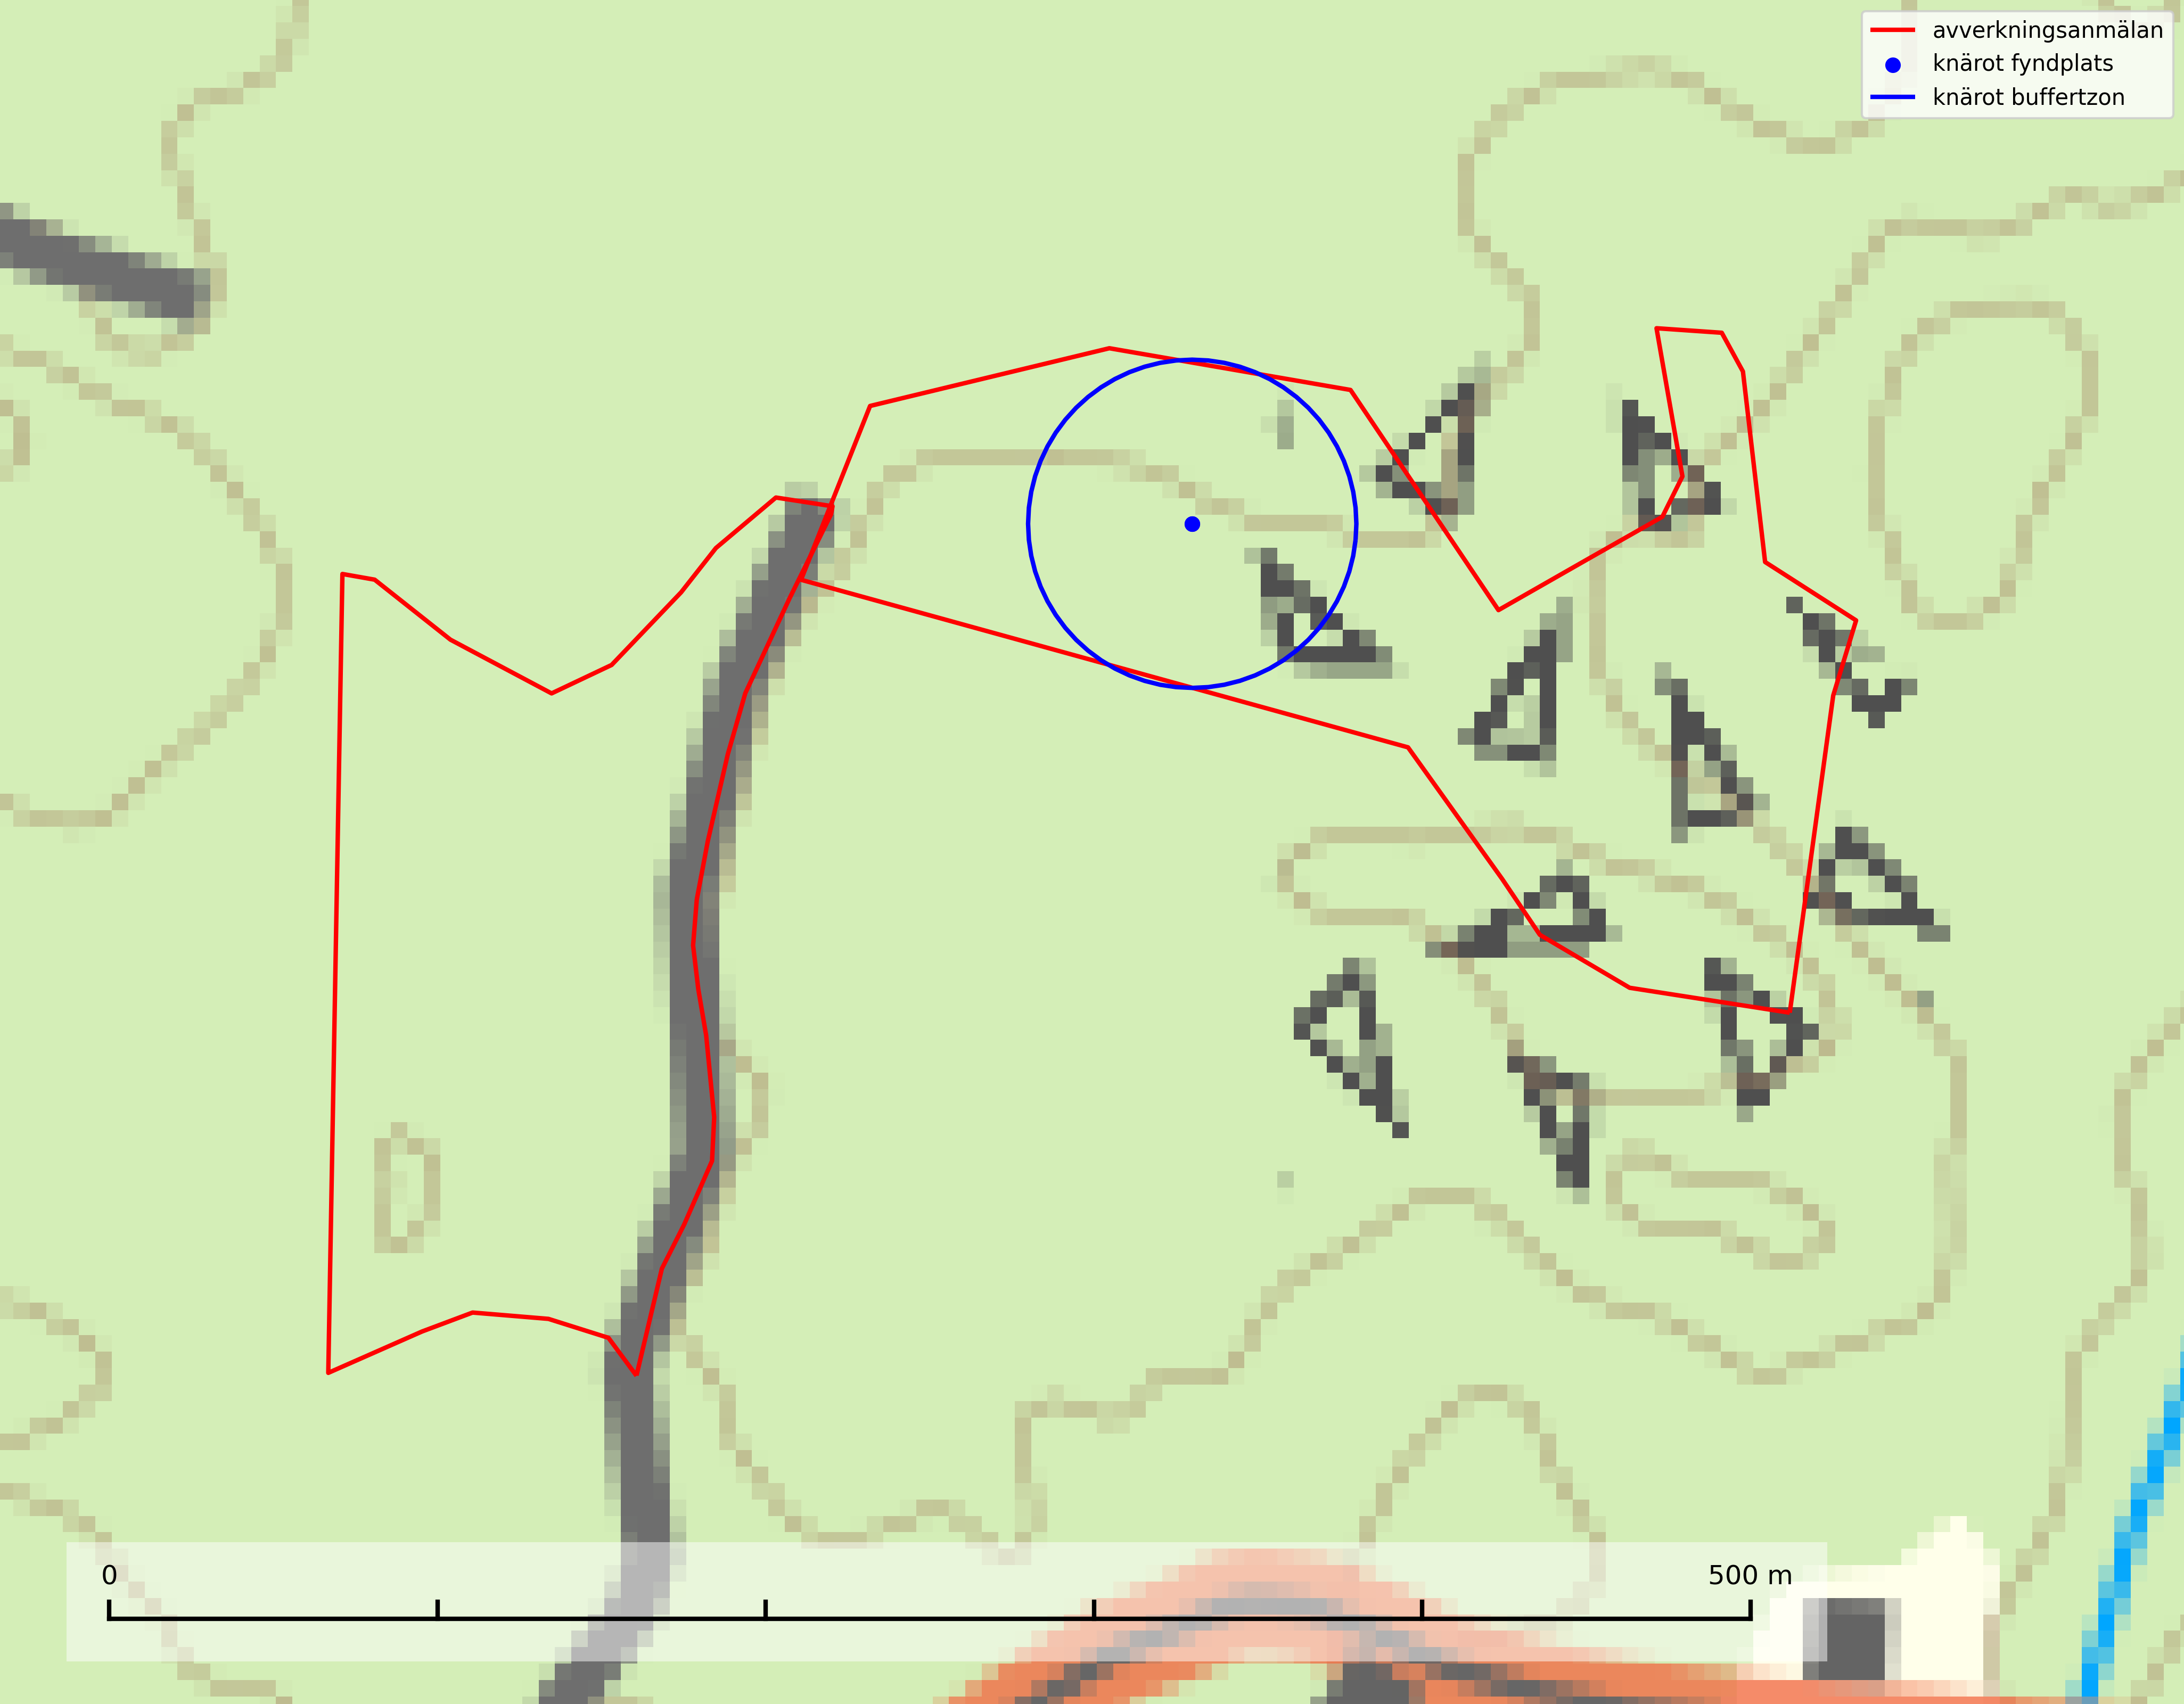 avverkningsanmälan
knärot fyndplats
knärot buffertzon
0 500 m